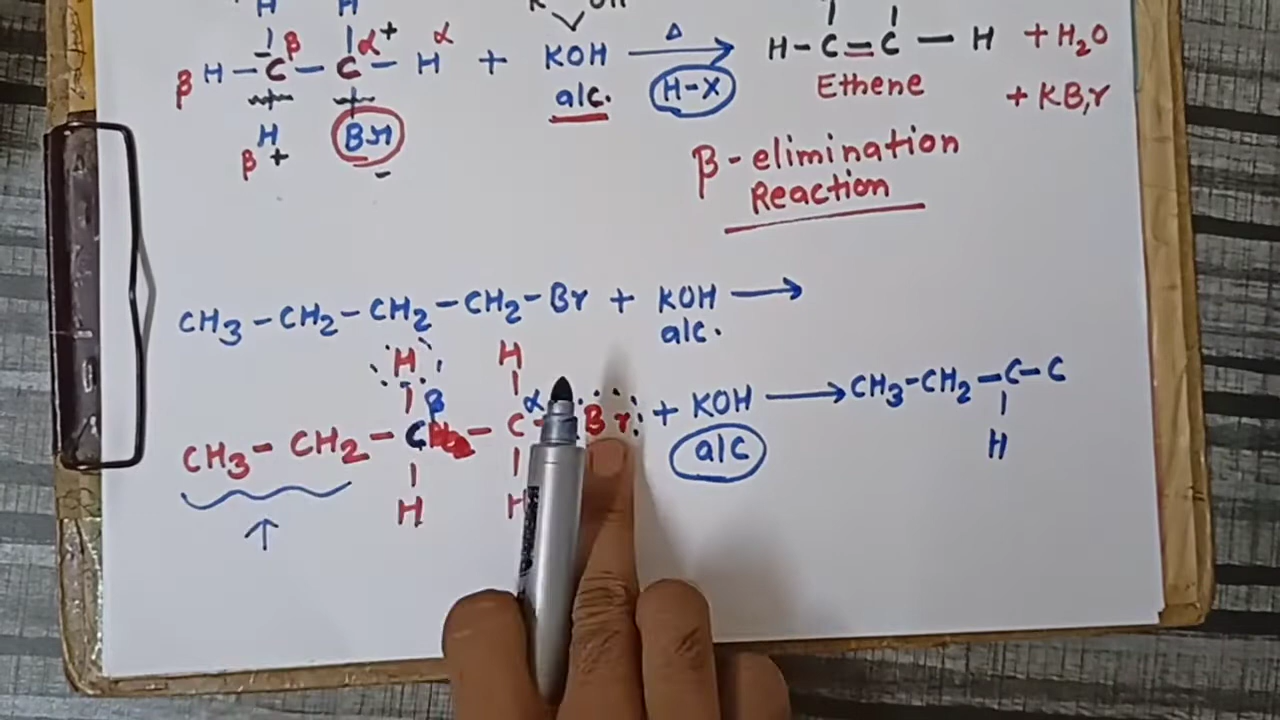 H H
β H - C β - C α+ - H α + KOH Δ → H - C = C - H + H₂O
alc. H-X Ethene + KBr
H Br
β + -
β - elimination
Reaction
CH₃ - CH₂ - CH₂ - CH₂ - Br + KOH →
alc.
H H
β α
CH₃ - CH₂ - C - C - Br + KOH → CH₃ - CH₂ - C - C
alc
H H H